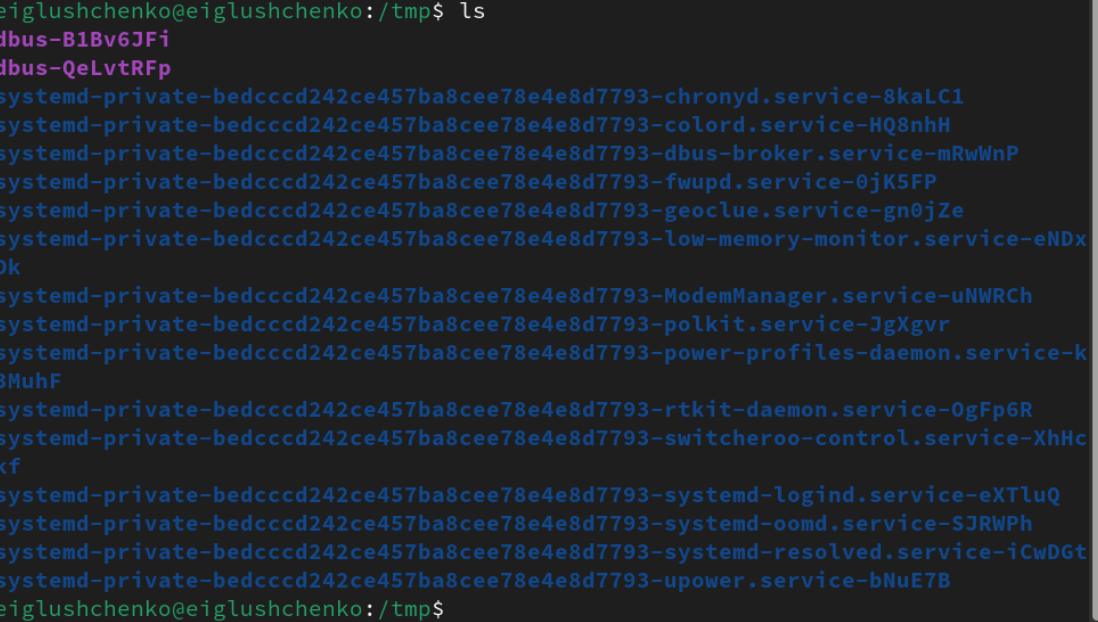 eiglushchenko@eiglushchenko:/tmp$ ls
dbus-B1Bv6JFi
dbus-QeLvtRFp
systemd-private-bedcccd242ce457ba8cee78e4e8d7793-chronyd.service-8kaLC1
systemd-private-bedcccd242ce457ba8cee78e4e8d7793-colord.service-HQ8nhH
systemd-private-bedcccd242ce457ba8cee78e4e8d7793-dbus-broker.service-mRwWnP
systemd-private-bedcccd242ce457ba8cee78e4e8d7793-fwupd.service-0jK5FP
systemd-private-bedcccd242ce457ba8cee78e4e8d7793-geoclue.service-gn0jZe
systemd-private-bedcccd242ce457ba8cee78e4e8d7793-low-memory-monitor.service-eNDx
Dk
systemd-private-bedcccd242ce457ba8cee78e4e8d7793-ModemManager.service-uNWRCh
systemd-private-bedcccd242ce457ba8cee78e4e8d7793-polkit.service-JgXgvr
systemd-private-bedcccd242ce457ba8cee78e4e8d7793-power-profiles-daemon.service-k
3MuhF
systemd-private-bedcccd242ce457ba8cee78e4e8d7793-rtkit-daemon.service-OgFp6R
systemd-private-bedcccd242ce457ba8cee78e4e8d7793-switcheroo-control.service-XhHc
kf
systemd-private-bedcccd242ce457ba8cee78e4e8d7793-systemd-logind.service-eXTluQ
systemd-private-bedcccd242ce457ba8cee78e4e8d7793-systemd-oomd.service-SJRWPh
systemd-private-bedcccd242ce457ba8cee78e4e8d7793-systemd-resolved.service-iCwDGt
systemd-private-bedcccd242ce457ba8cee78e4e8d7793-upower.service-bNuE7B
eiglushchenko@eiglushchenko:/tmp$